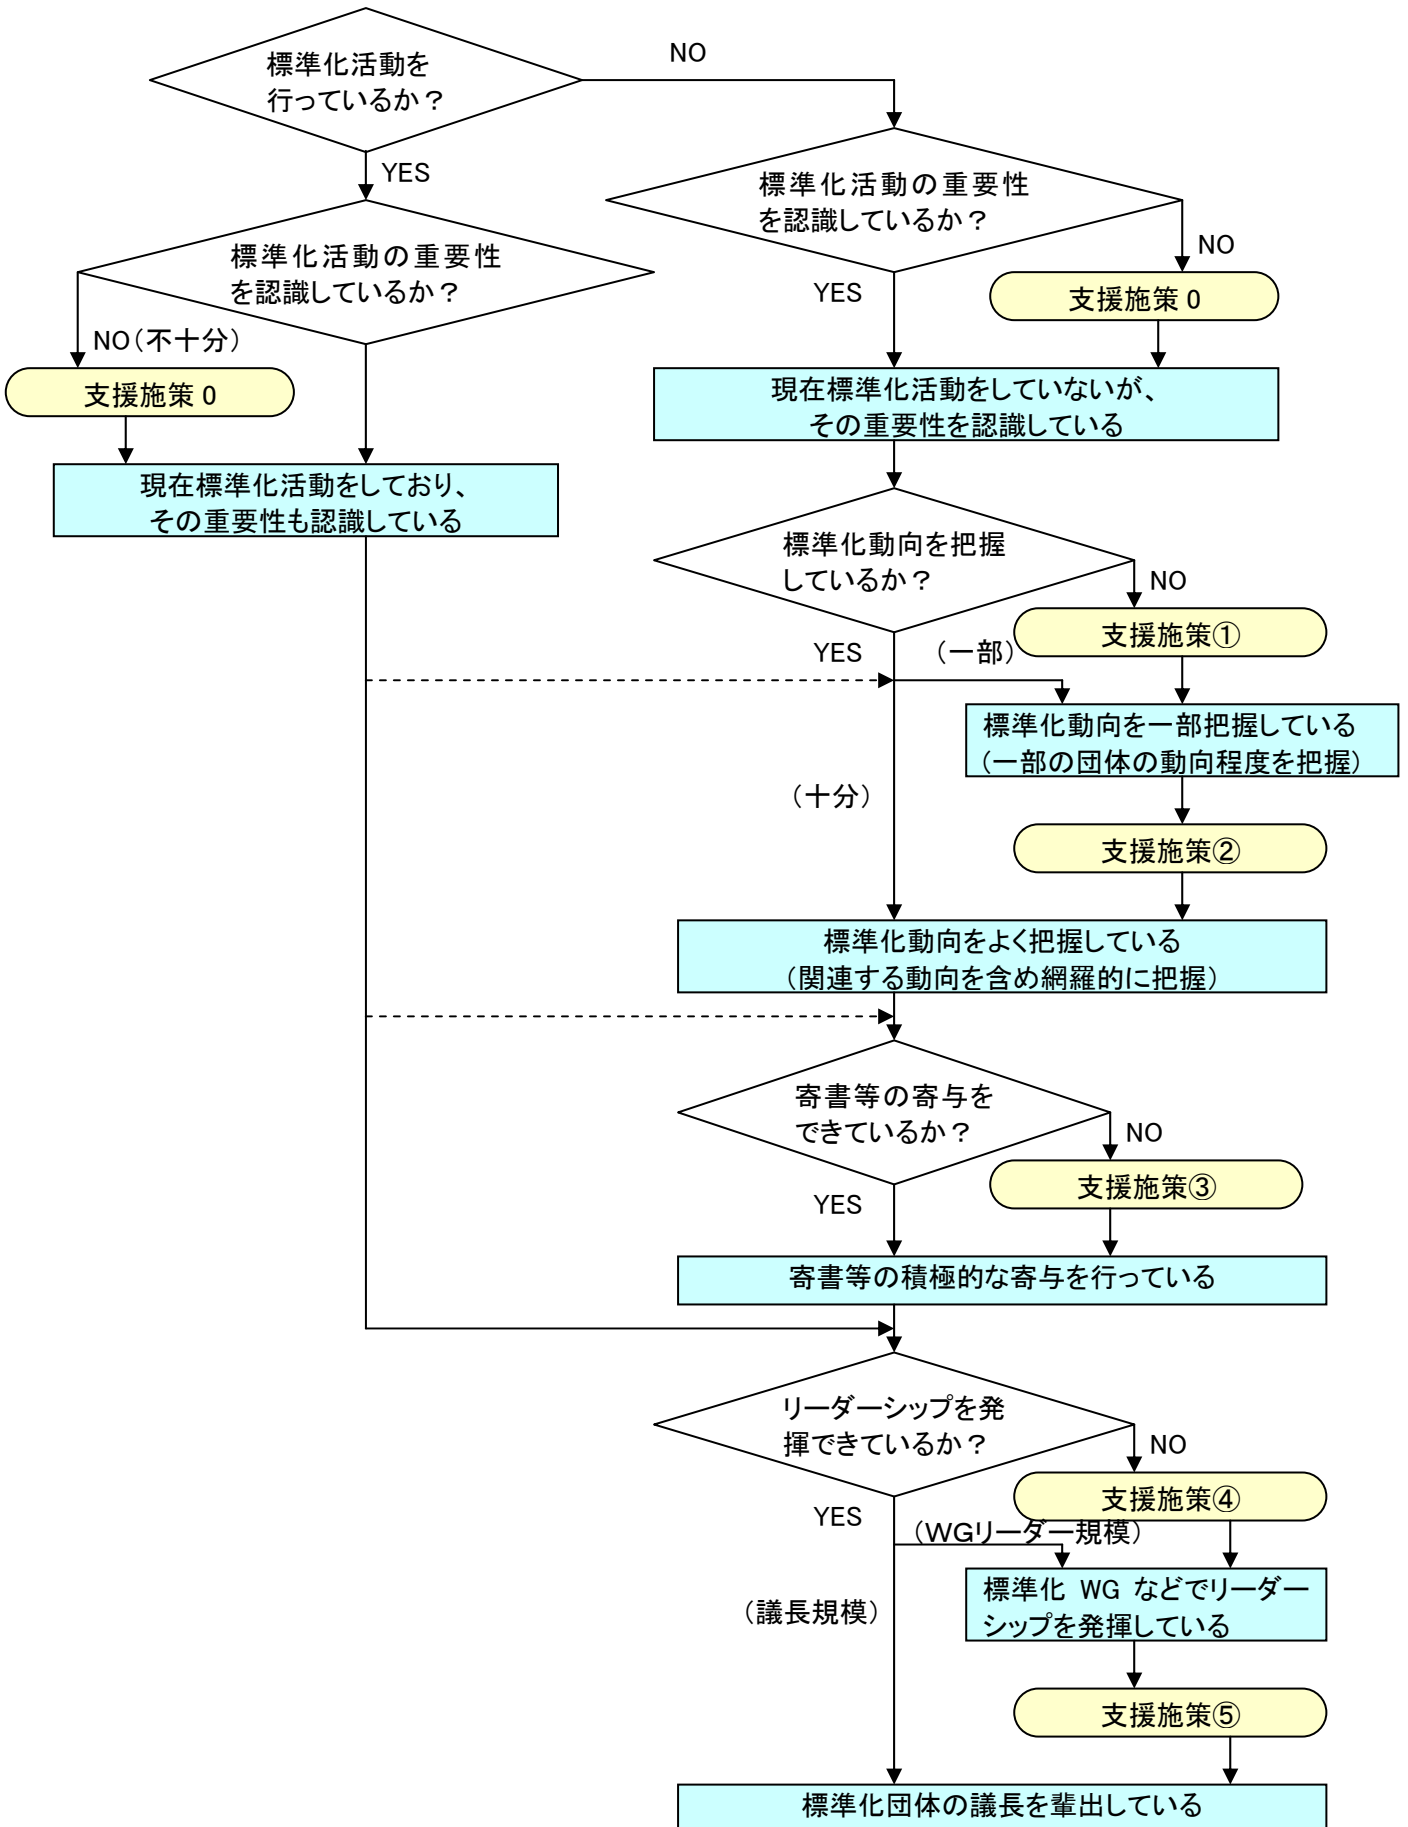 標準化活動を
行っているか？
NO
YES
標準化活動の重要性
を認識しているか？
NO
YES
支援施策 0
標準化活動の重要性
を認識しているか？
NO（不十分）
支援施策 0
現在標準化活動をしていないが、
その重要性を認識している
現在標準化活動をしており、
その重要性も認識している
標準化動向を把握
しているか？
NO
支援施策①
YES
（一部）
標準化動向を一部把握している
（一部の団体の動向程度を把握）
（十分）
支援施策②
標準化動向をよく把握している
（関連する動向を含め網羅的に把握）
寄書等の寄与を
できているか？
NO
支援施策③
YES
寄書等の積極的な寄与を行っている
リーダーシップを発
揮できているか？
NO
支援施策④
YES
（WGリーダー規模）
標準化 WG などでリーダー
シップを発揮している
（議長規模）
支援施策⑤
標準化団体の議長を輩出している